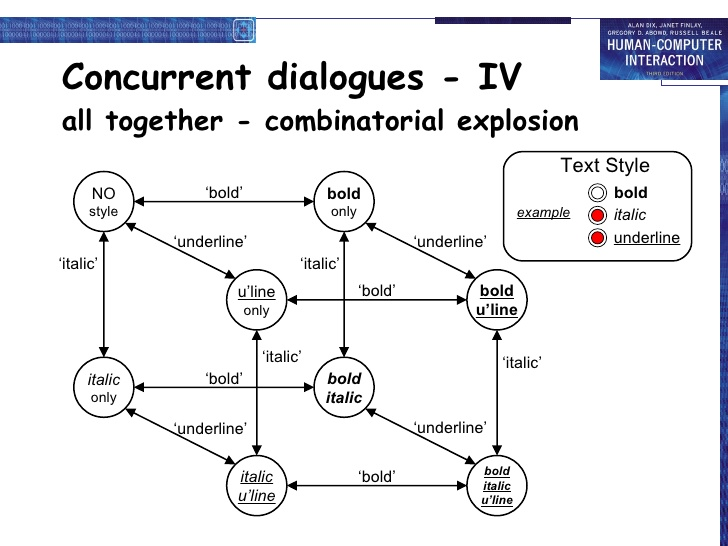 ALAN DIX, JANET FINLAY,
GREGORY D. ABOWD, RUSSELL BEALE
HUMAN-COMPUTER
INTERACTION
THIRD EDITION
Concurrent dialogues - IV
all together - combinatorial explosion
Text Style
bold
example
italic
underline
NO
style
‘bold’
bold
only
‘underline’
‘underline’
‘italic’
‘italic’
u’line
only
‘bold’
bold
u’line
‘italic’
‘italic’
italic
only
‘bold’
bold
italic
‘underline’
‘underline’
italic
u’line
‘bold’
bold
italic
u’line